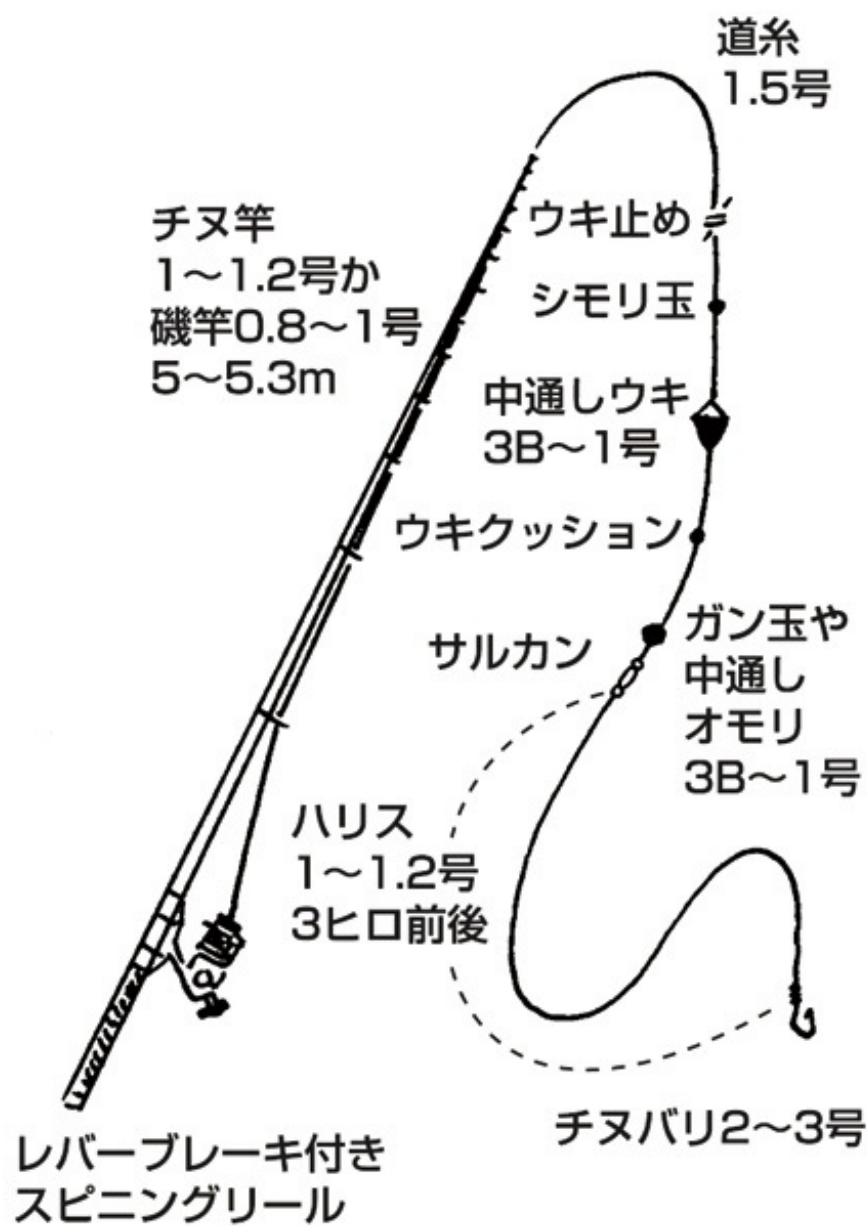 道糸
1.5号
チヌ竿
1〜1.2号か
磯竿0.8〜1号
5〜5.3m
ウキ止め
シモリ玉
中通しウキ
3B〜1号
ウキクッション
サルカン
ガン玉や
中通し
オモリ
3B〜1号
ハリス
1〜1.2号
3ヒロ前後
チヌバリ2〜3号
レバーブレーキ付き
スピニングリール